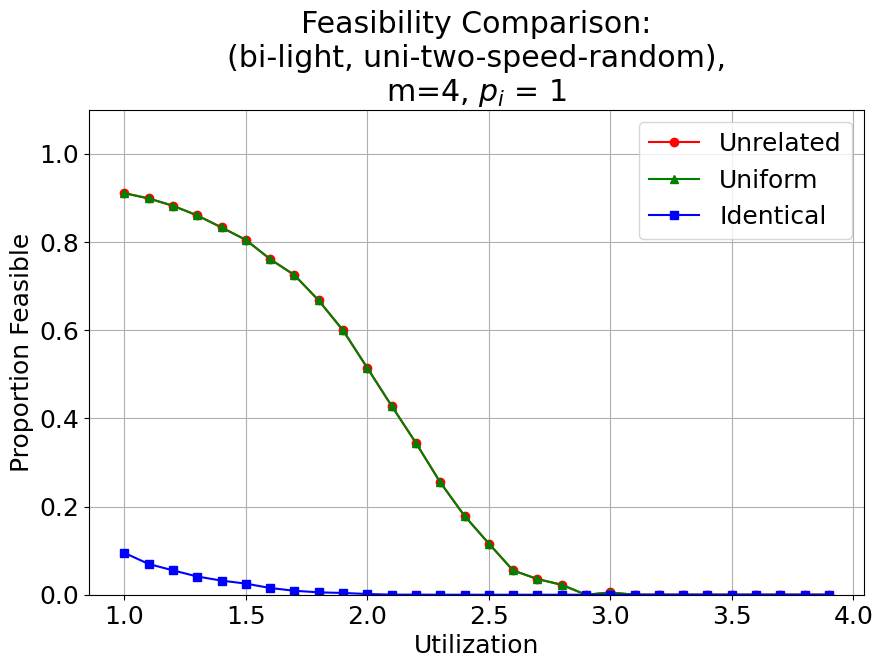 Feasibility Comparison:
(bi-light, uni-two-speed-random),
m=4, $p_i$ = 1
Unrelated
Uniform
Identical
Proportion Feasible
1.0
0.8
0.6
0.4
0.2
0.0
1.0 1.5 2.0 2.5 3.0 3.5 4.0
Utilization